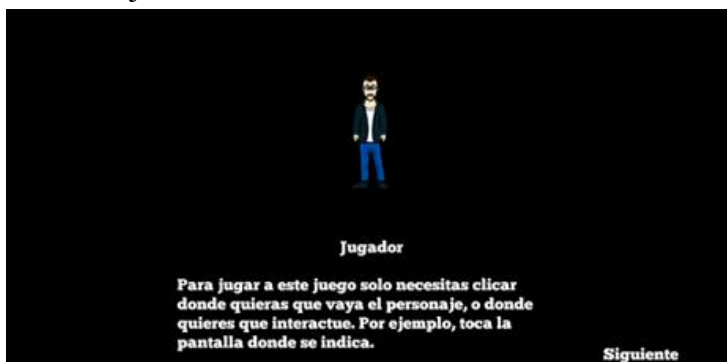 Jugador
Para jugar a este juego solo necesitas clicar
donde quieras que vaya el personaje, o donde
quieres que interactue. Por ejemplo, toca la
pantalla donde se indica.
Siguiente